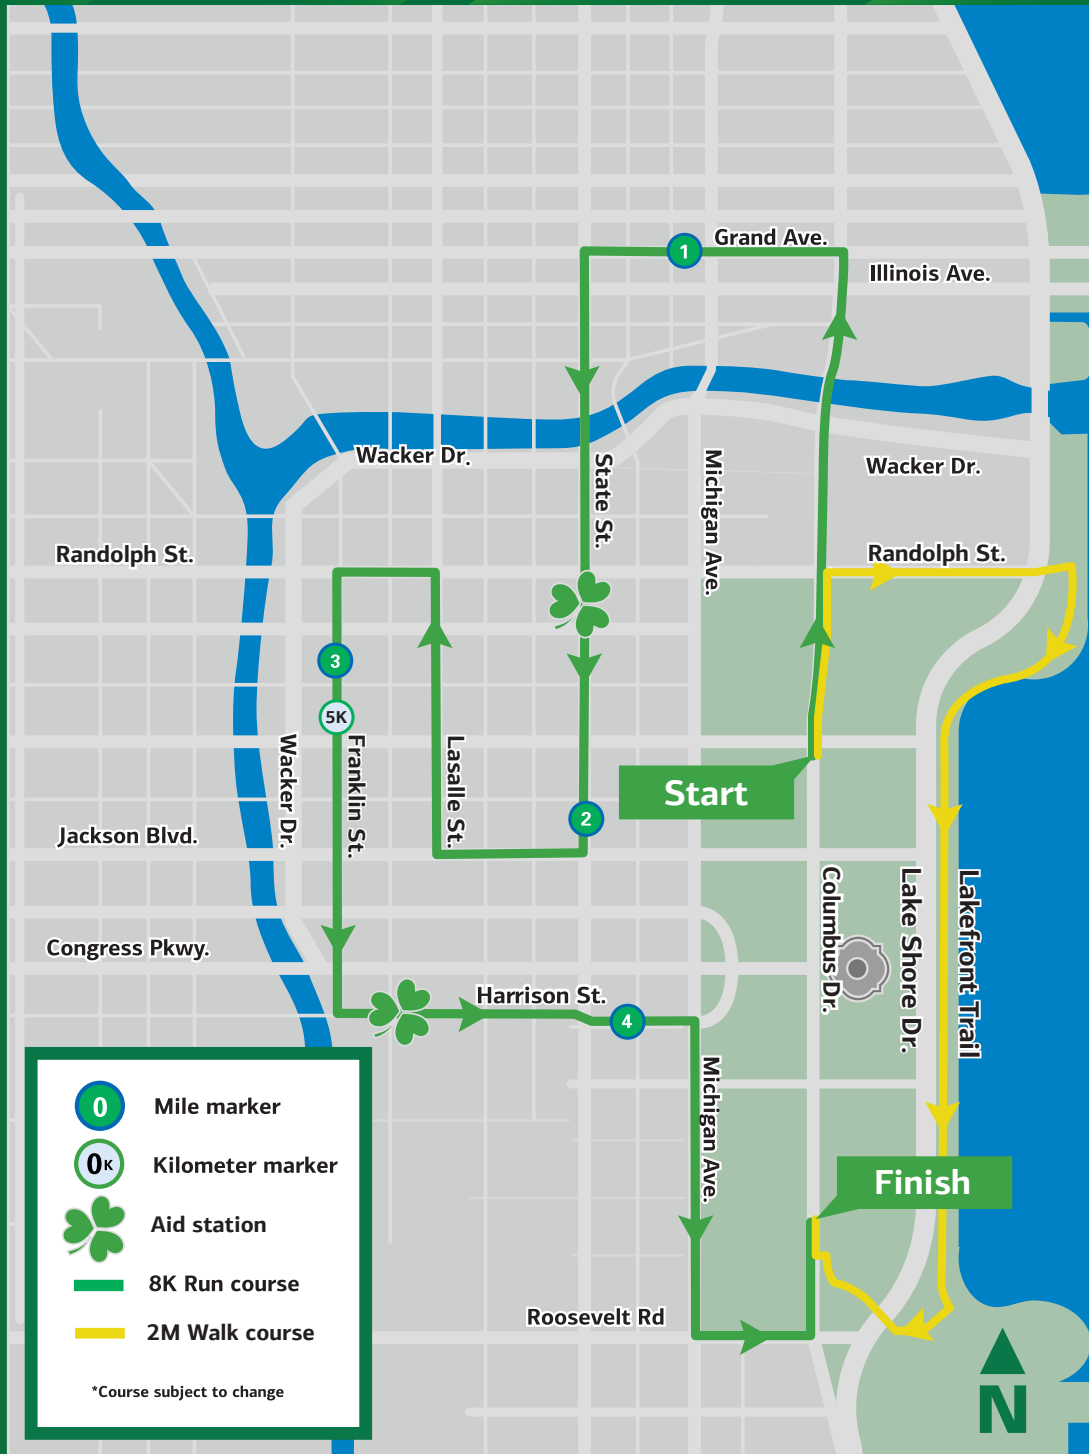 Grand Ave.
1
Illinois Ave.
Wacker Dr.
State St.
Michigan Ave.
Wacker Dr.
Randolph St.
Randolph St.
3
5K
Wacker Dr.
Franklin St.
Lasalle St.
2
Start
Jackson Blvd.
Columbus Dr.
Lake Shore Dr.
Lakefront Trail
Congress Pkwy.
Harrison St.
4
Michigan Ave.
Finish
Roosevelt Rd
0 Mile marker
0K Kilometer marker
Aid station
8K Run course
2M Walk course
*Course subject to change
N